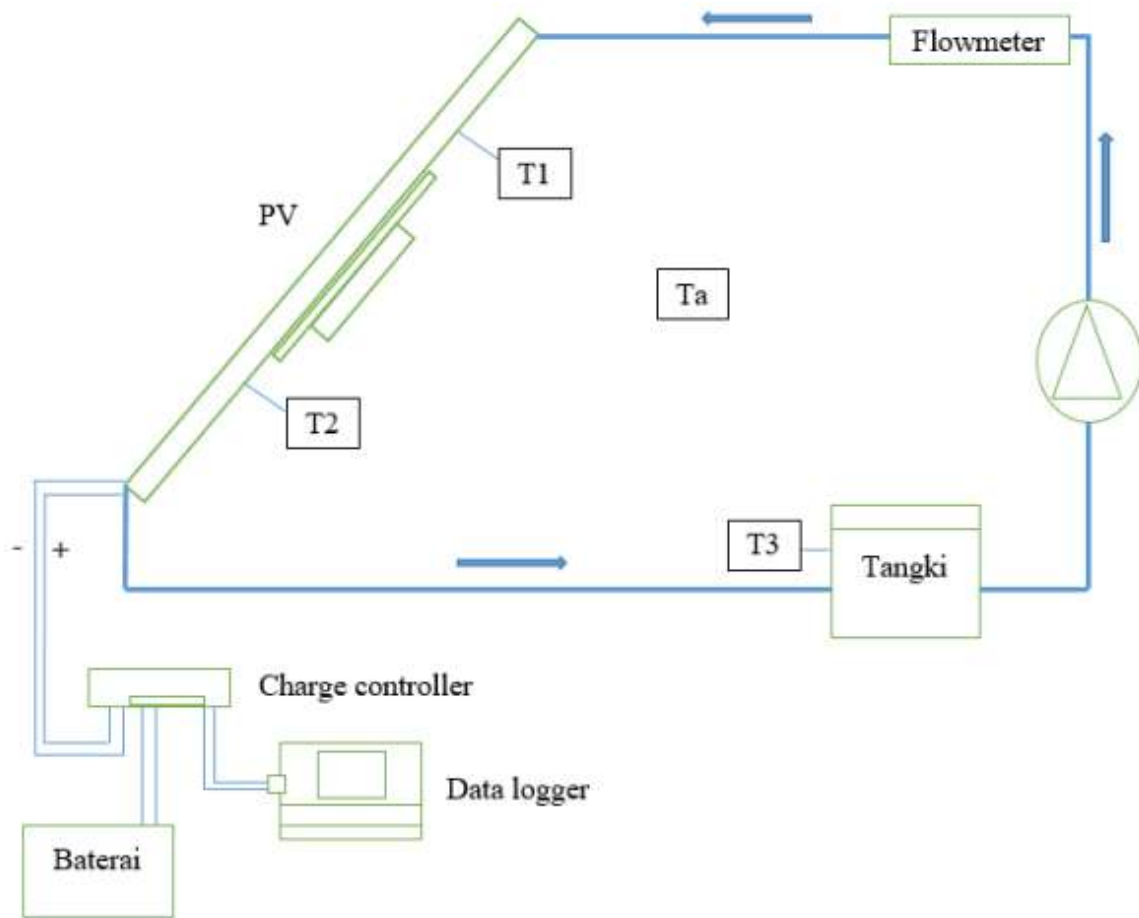 Flowmeter
T1
PV
Ta
T2
- +
T3
Tangki
Charge controller
Data logger
Baterai